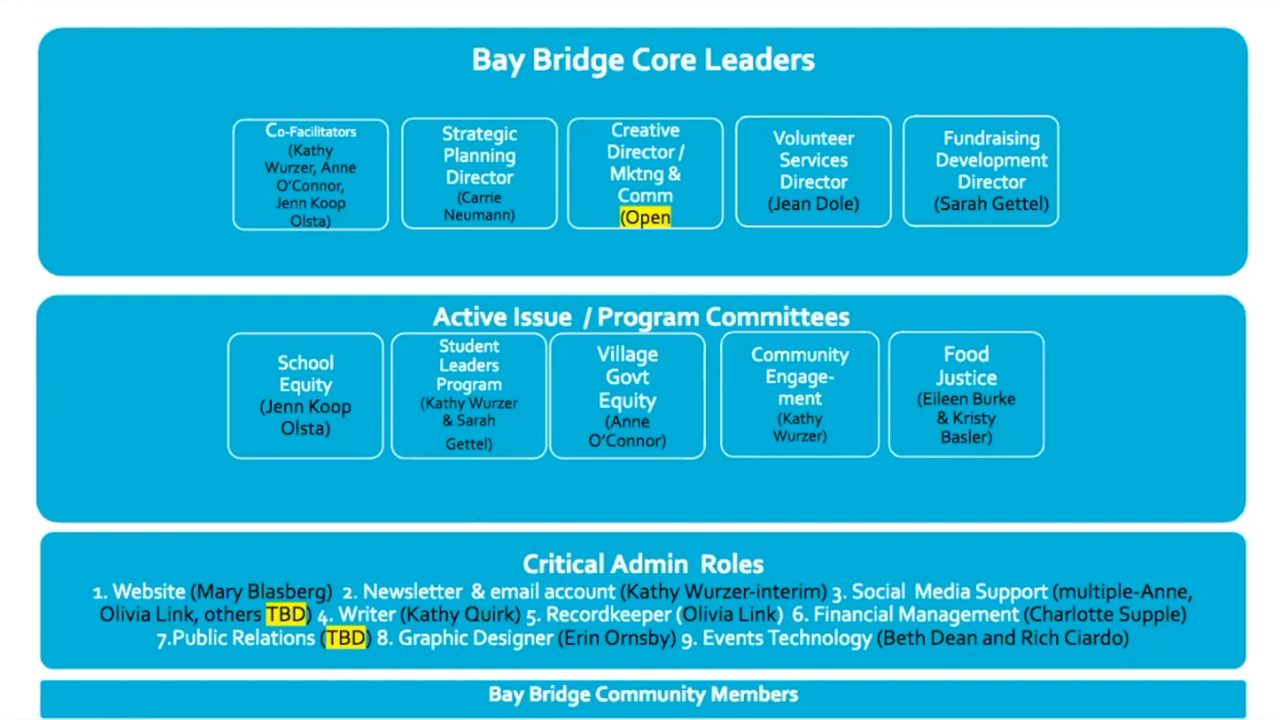 Bay Bridge Core Leaders
Co-Facilitators
(Kathy
Wurzer, Anne
O'Connor,
Jenn Koop
Olsta)
Strategic
Planning
Director
(Carrie
Neumann)
Creative
Director /
Mktng &
Comm
(Open
Volunteer
Services
Director
(Jean Dole)
Fundraising
Development
Director
(Sarah Gettel)
Active Issue / Program Committees
School
Equity
(Jenn Koop
Olsta)
Student
Leaders
Program
(Kathy Wurzer
& Sarah
Gettel)
Village
Govt
Equity
(Anne
O'Connor)
Community
Engage-
ment
(Kathy
Wurzer)
Food
Justice
(Eileen Burke
& Kristy
Basler)
Critical Admin Roles
1. Website (Mary Blasberg) 2. Newsletter & email account (Kathy Wurzer-interim) 3. Social Media Support (multiple-Anne,
Olivia Link, others TBD) 4. Writer (Kathy Quirk) 5. Recordkeeper (Olivia Link) 6. Financial Management (Charlotte Supple)
7.Public Relations (TBD) 8. Graphic Designer (Erin Ornsby) 9. Events Technology (Beth Dean and Rich Ciardo)
Bay Bridge Community Members